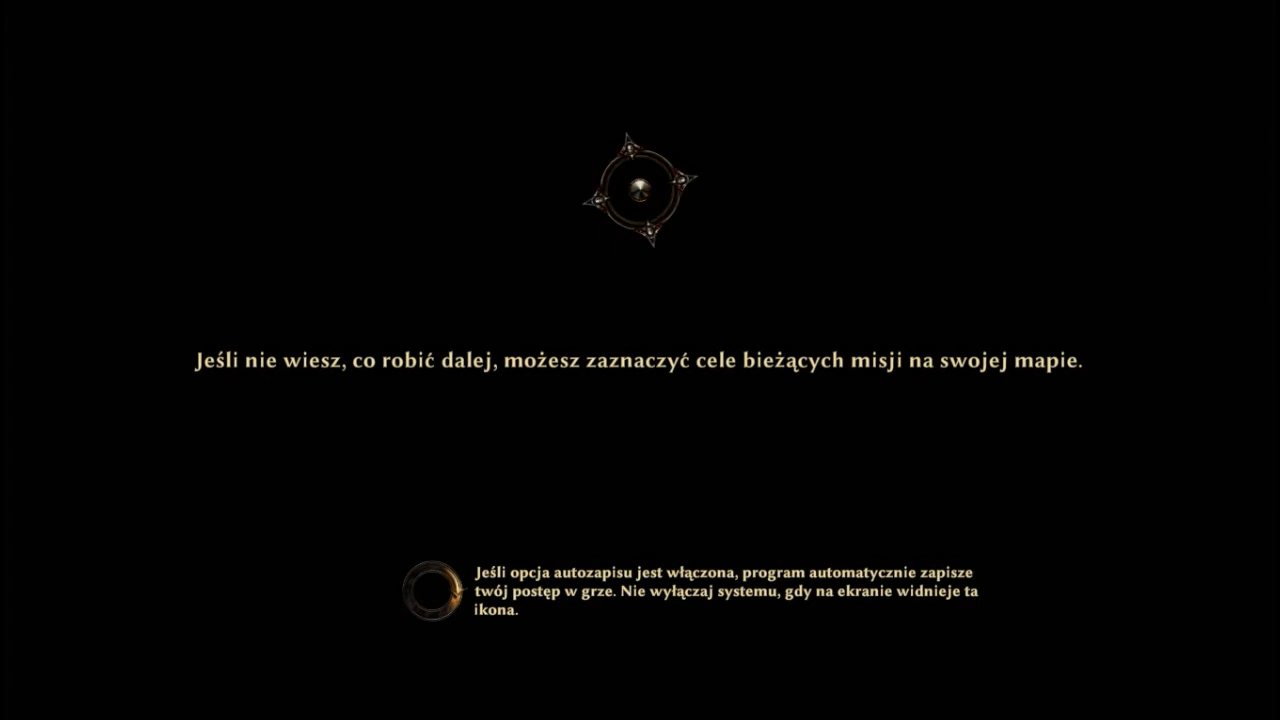 Jeśli nie wiesz, co robić dalej, możesz zaznaczyć cele bieżących misji na swojej mapie.
Jeśli opcja autozapisu jest włączona, program automatycznie zapisze
twój postęp w grze. Nie wyłączaj systemu, gdy na ekranie widnieje ta
ikona.